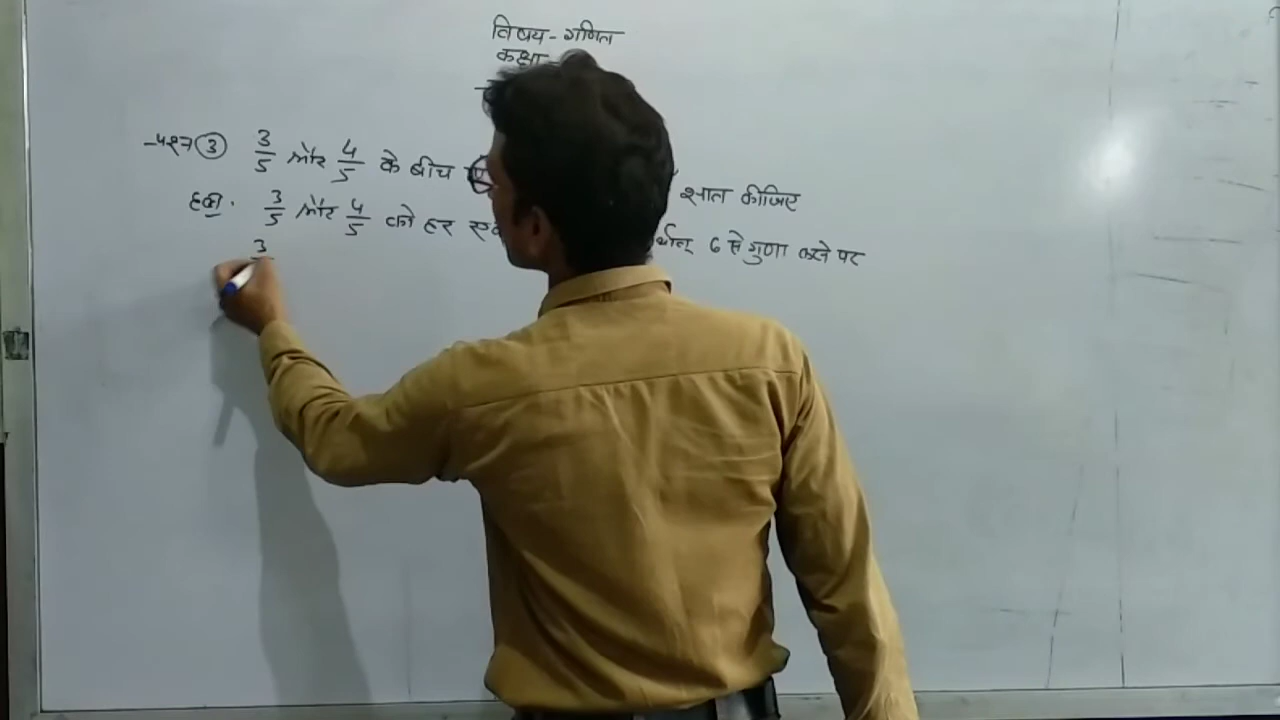 विषय - गणित
कक्षा
प्रश्न ③ 3/5 और 4/5 के बीच ज्ञात कीजिए
हल. 3/5 और 4/5 को हर 6 से गुणा करने पर
3